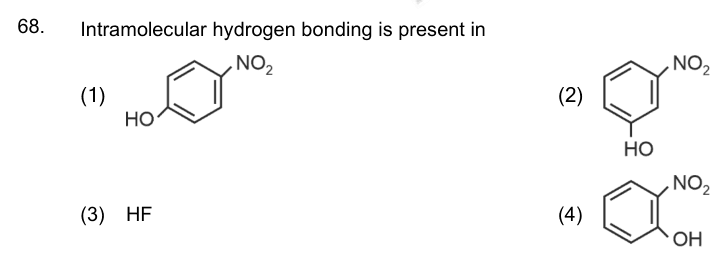 68. Intramolecular hydrogen bonding is present in
(1) HO NO₂
(2) HO NO₂
(3) HF
(4) NO₂ OH